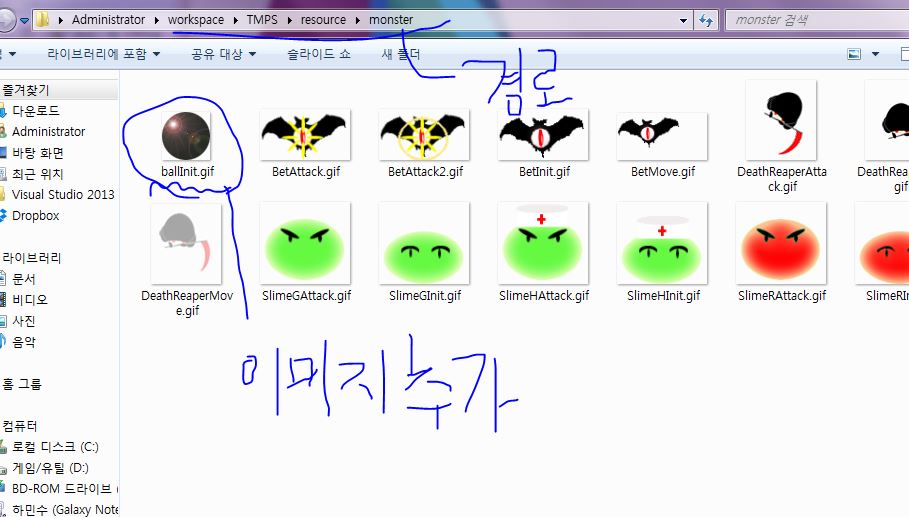 Administrator ▸ workspace ▸ TMPS ▸ resource ▸ monster
monster 검색
라이브러리에 포함 ▼ 공유 대상 ▼ 슬라이드 쇼 새 폴더
경로
즐겨찾기
다운로드
Administrator
바탕 화면
최근 위치
Visual Studio 2013
Dropbox
라이브러리
문서
비디오
사진
음악
홈 그룹
컴퓨터
로컬 디스크 (C:)
게임/유틸 (D:)
BD-ROM 드라이브 (
하민수 (Galaxy Note
ballInit.gif
BetAttack.gif
BetAttack2.gif
BetInit.gif
BetMove.gif
DeathReaperAtta
ck.gif
DeathRea
DeathReaperMov
e.gif
SlimeGAttack.gif
SlimeGInit.gif
SlimeHAttack.gif
SlimeHInit.gif
SlimeRAttack.gif
SlimeRIn
이미지추가